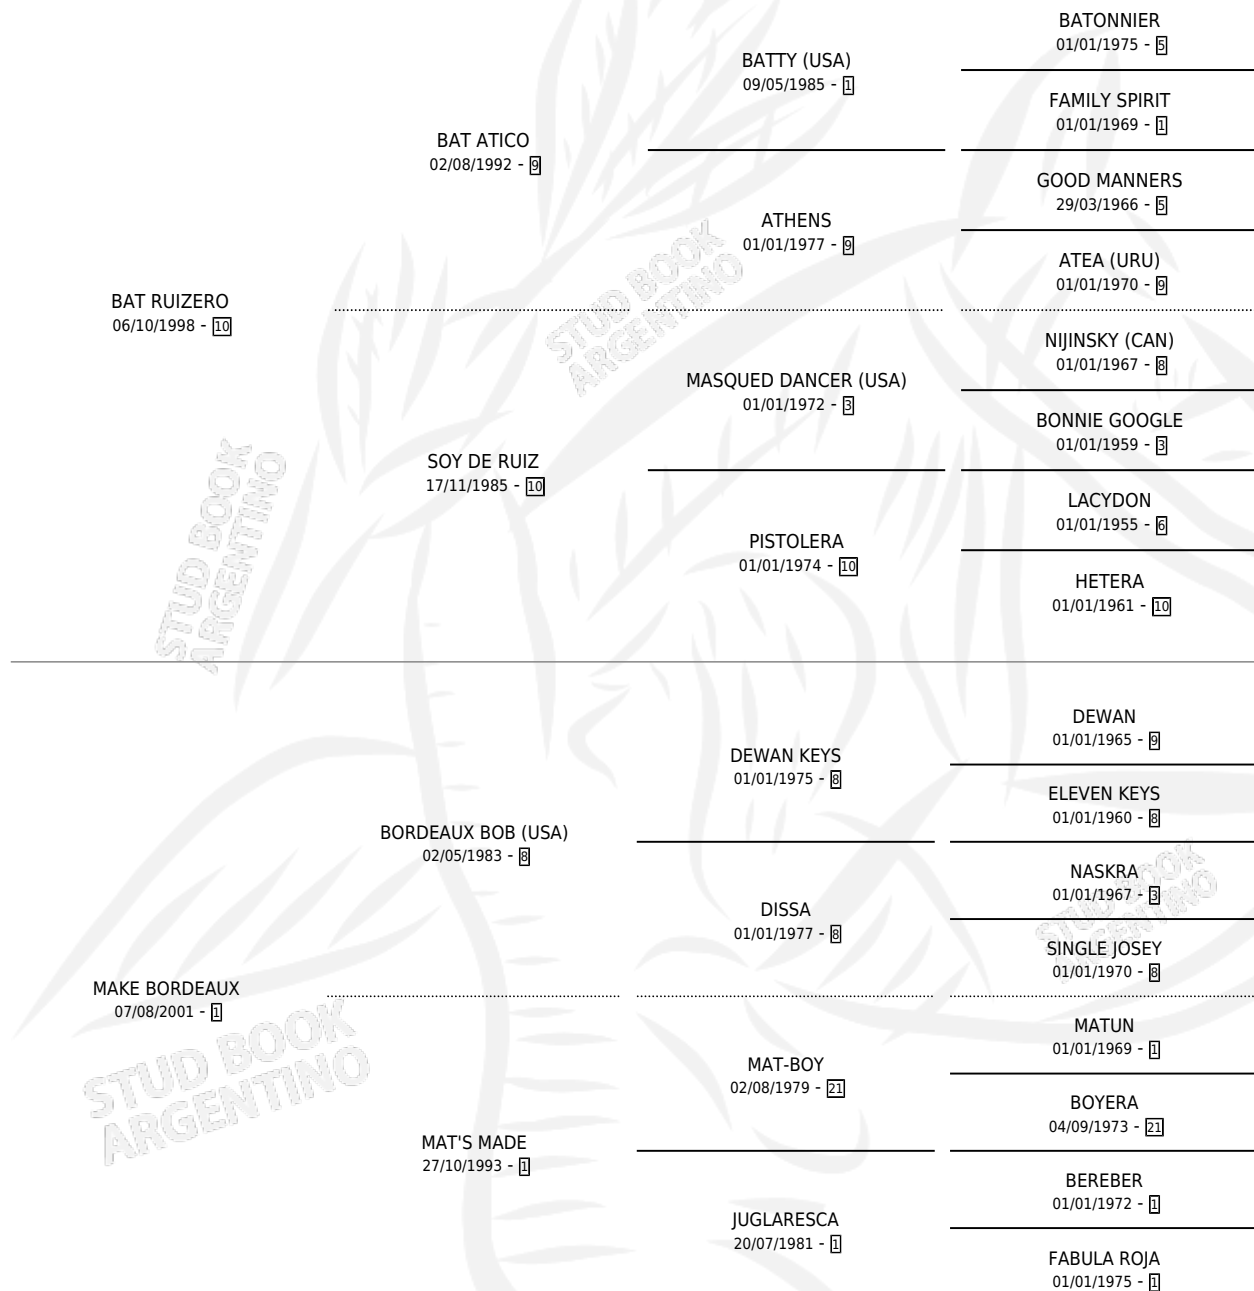 BATONNIER
01/01/1975 - 5
BATTY (USA)
09/05/1985 - 1
FAMILY SPIRIT
01/01/1969 - 1
BAT ATICO
02/08/1992 - 9
GOOD MANNERS
29/03/1966 - 5
ATHENS
01/01/1977 - 9
ATEA (URU)
01/01/1970 - 9
BAT RUIZERO
06/10/1998 - 10
STUD BOOK
ARGENTINO
NIJINSKY (CAN)
01/01/1967 - 8
MASQUED DANCER (USA)
01/01/1972 - 3
BONNIE GOOGLE
01/01/1959 - 3
SOY DE RUIZ
17/11/1985 - 10
LACYDON
01/01/1955 - 6
PISTOLERA
01/01/1974 - 10
HETERA
01/01/1961 - 10
STUD BOOK
ARGENTINO
DEWAN
01/01/1965 - 9
DEWAN KEYS
01/01/1975 - 8
ELEVEN KEYS
01/01/1960 - 8
BORDEAUX BOB (USA)
02/05/1983 - 8
NASKRA
01/01/1967 - 3
DISSA
01/01/1977 - 8
SINGLE JOSEY
01/01/1970 - 8
STUD BOOK
ARGENTINO
MAKE BORDEAUX
07/08/2001 - 1
MATUN
01/01/1969 - 1
MAT-BOY
02/08/1979 - 21
BOYERA
04/09/1973 - 21
STUD BOOK
ARGENTINO
MAT'S MADE
27/10/1993 - 1
BEREBER
01/01/1972 - 1
JUGLARESCA
20/07/1981 - 1
FABULA ROJA
01/01/1975 - 1